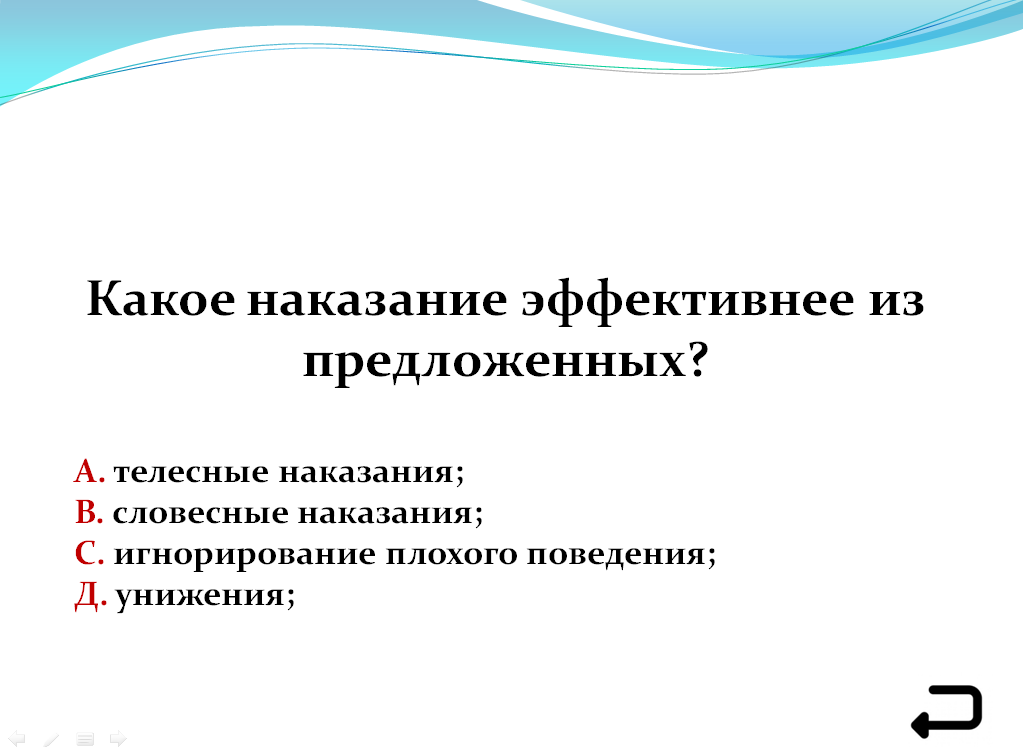 Какое наказание эффективнее из
предложенных?
А. телесные наказания;
В. словесные наказания;
С. игнорирование плохого поведения;
Д. унижения;